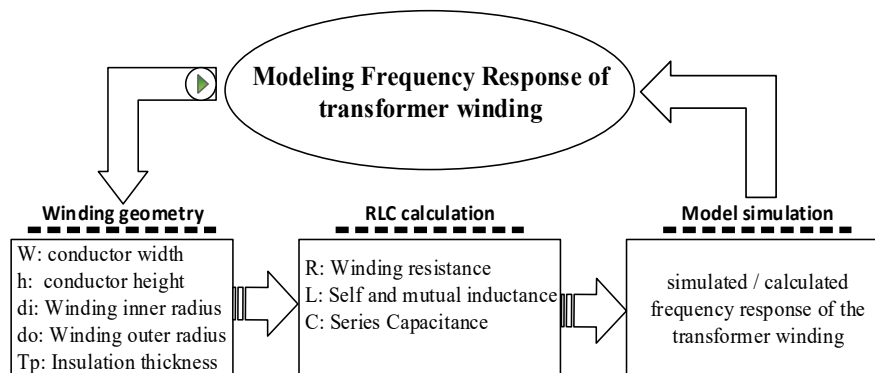 Modeling Frequency Response of
transformer winding
Winding geometry
W: conductor width
h: conductor height
di: Winding inner radius
do: Winding outer radius
Tp: Insulation thickness
RLC calculation
R: Winding resistance
L: Self and mutual inductance
C: Series Capacitance
Model simulation
simulated / calculated
frequency response of the
transformer winding